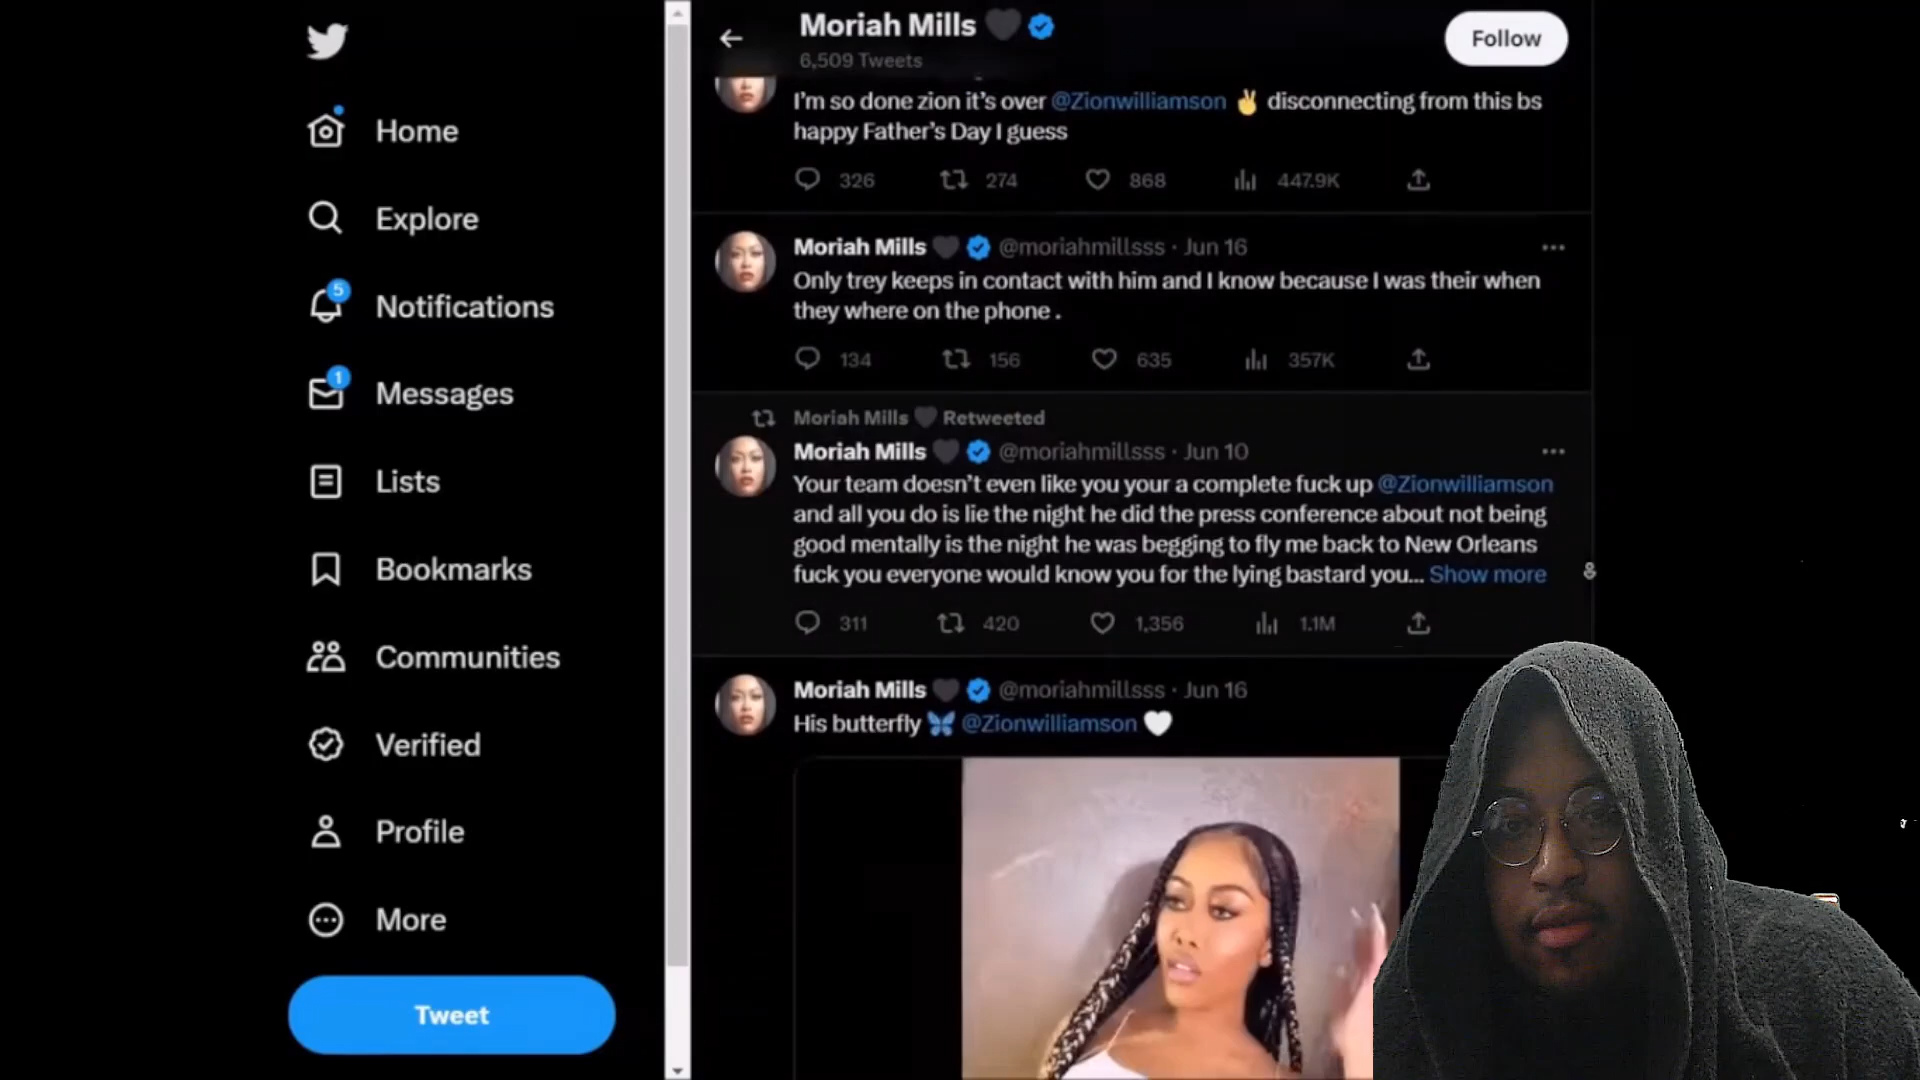 Moriah Mills
6,509 Tweets
Follow
Home
Explore
5
Notifications
1
Messages
Lists
Bookmarks
Communities
Verified
Profile
More
Tweet
I'm so done zion it's over @Zionwilliamson ✌️ disconnecting from this bs
happy Father's Day I guess
326 274 868 447.9K
Moriah Mills @moriahmillsss · Jun 16
Only trey keeps in contact with him and I know because I was their when
they where on the phone .
134 156 635 357K
Moriah Mills Retweeted
Moriah Mills @moriahmillsss · Jun 10
Your team doesn't even like you your a complete fuck up @Zionwilliamson
and all you do is lie the night he did the press conference about not being
good mentally is the night he was begging to fly me back to New Orleans
fuck you everyone would know you for the lying bastard you... Show more
311 420 1,356 1.1M
Moriah Mills @moriahmillsss · Jun 16
His butterfly 🦋 @Zionwilliamson 🤍